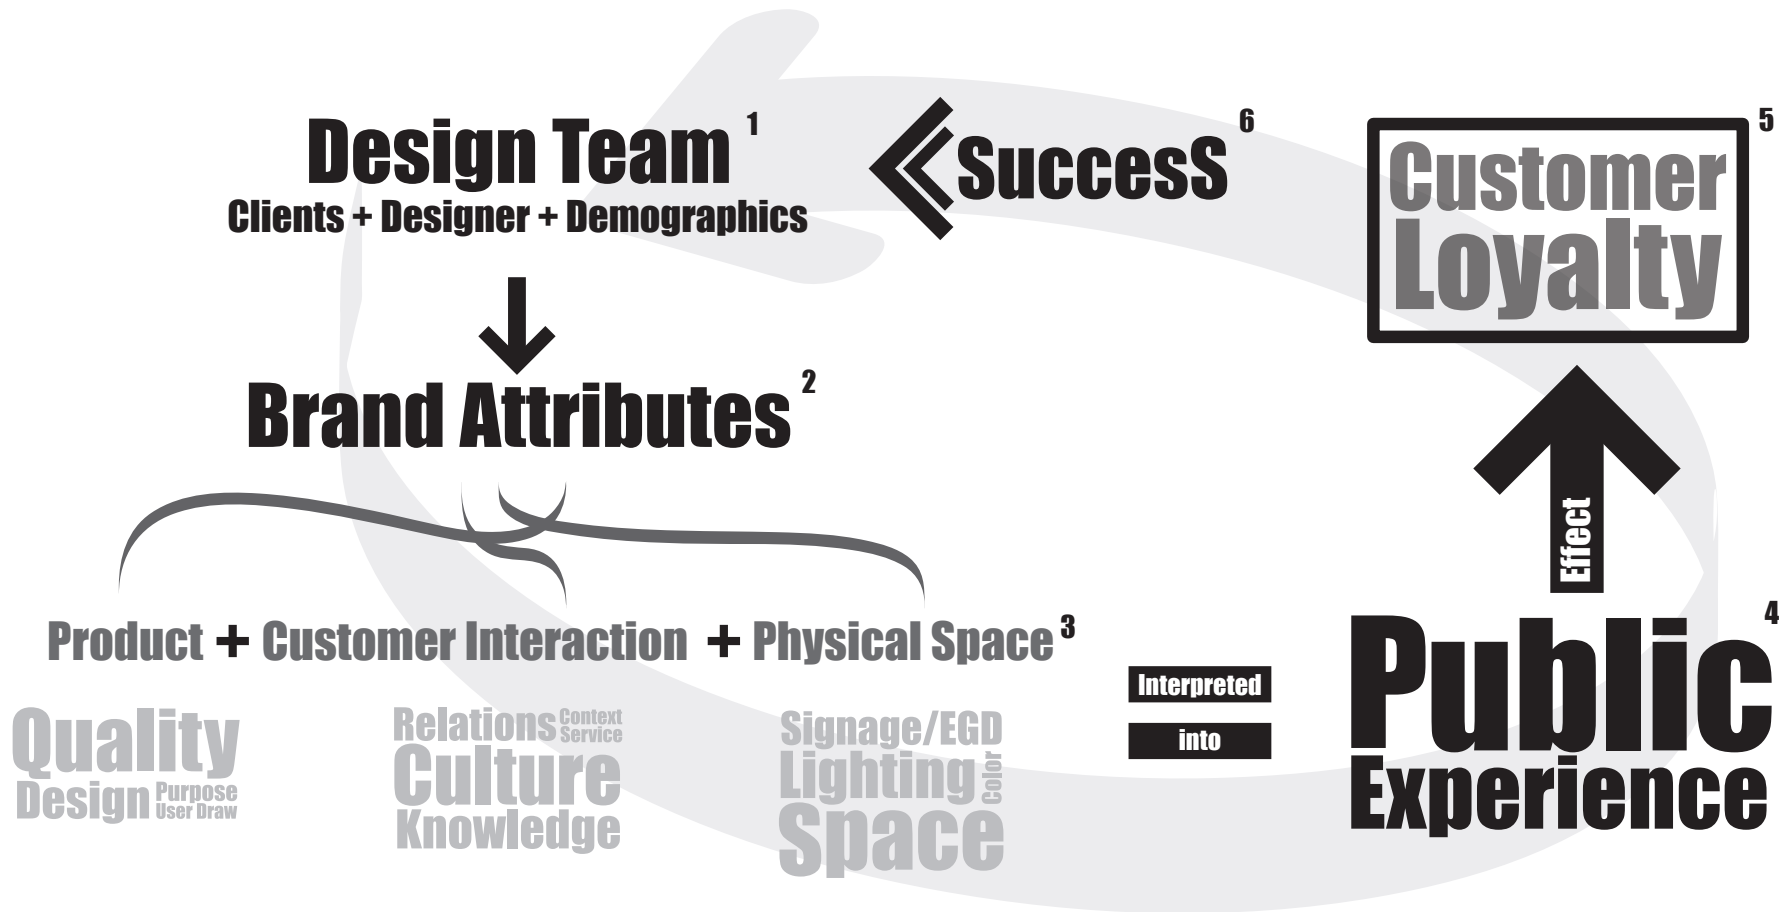 Design Team 1
Clients + Designer + Demographics
Brand Attributes 2
Product + Customer Interaction + Physical Space 3
Quality
Design Purpose
User Draw
Relations Context
Service
Culture
Knowledge
Signage/EGD
Lighting Color
Space
Interpreted
into
Public 4
Experience
Effect
Customer 5
Loyalty
SuccesS 6